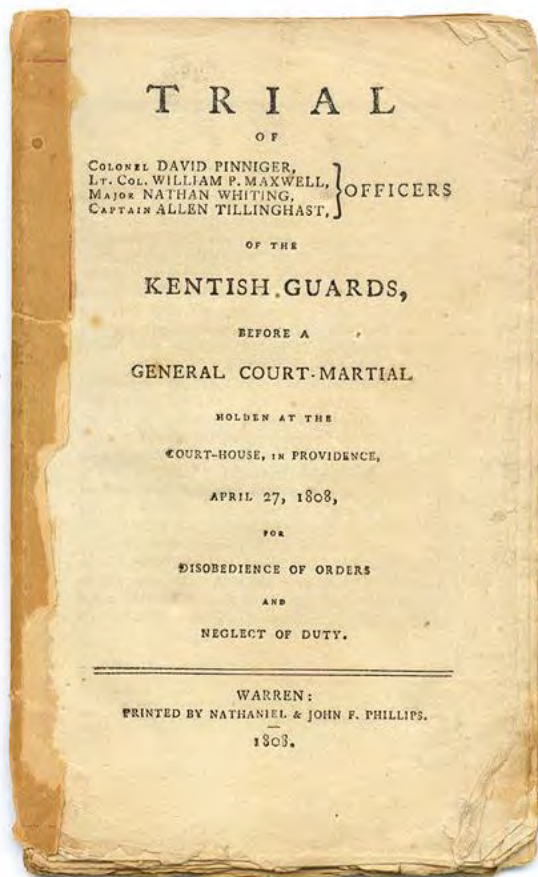 TRIAL
OF
COLONEL DAVID PINNIGER,
LT. COL. WILLIAM P. MAXWELL,
MAJOR NATHAN WHITING,
CAPTAIN ALLEN TILLINGHAST,
} OFFICERS
OF THE
KENTISH GUARDS,
BEFORE A
GENERAL COURT-MARTIAL
HOLDEN AT THE
COURT-HOUSE, IN PROVIDENCE,
APRIL 27, 1808,
FOR
DISOBEDIENCE OF ORDERS
AND
NEGLECT OF DUTY.
WARREN:
PRINTED BY NATHANIEL & JOHN F. PHILLIPS.
1808.